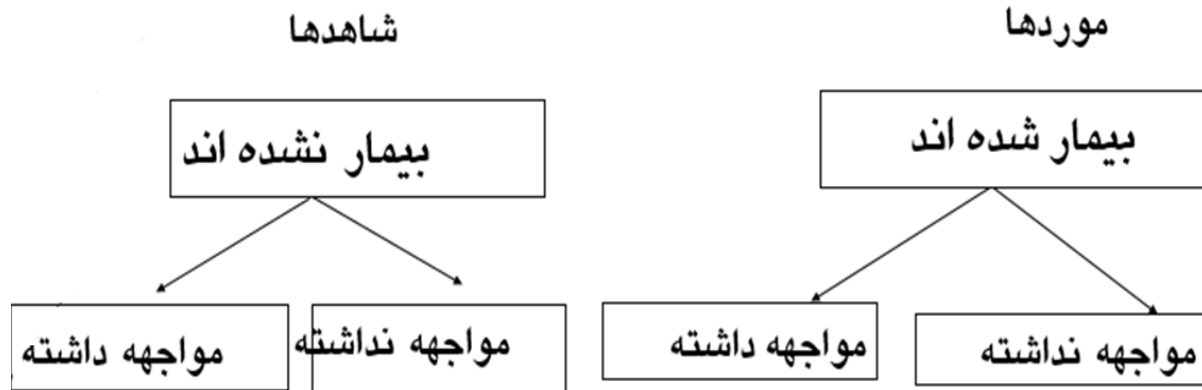 موردها
شاهدها
بیمار شده اند
بیمار نشده اند
مواجهه نداشته
مواجهه داشته
مواجهه نداشته
مواجهه داشته